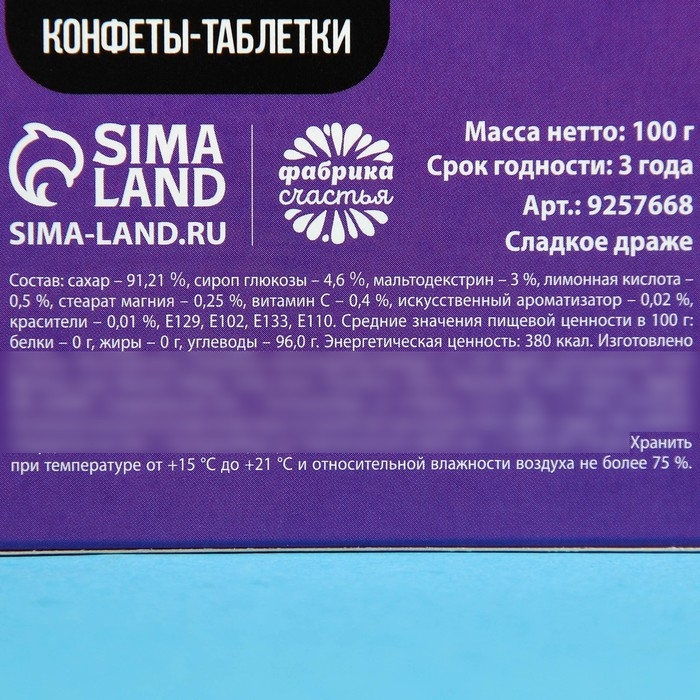 КОНФЕТЫ-ТАБЛЕТКИ
SIMA
LAND
SIMA-LAND.RU
фабрика
счастья
Масса нетто: 100 г
Срок годности: 3 года
Арт.: 9257668
Сладкое драже
Состав: сахар – 91,21 %, сироп глюкозы – 4,6 %, мальтодекстрин – 3 %, лимонная кислота –
0,5 %, стеарат магния – 0,25 %, витамин С – 0,4 %, искусственный ароматизатор – 0,02 %,
красители – 0,01 %, Е129, Е102, Е133, Е110. Средние значения пищевой ценности в 100 г:
белки – 0 г, жиры – 0 г, углеводы – 96,0 г. Энергетическая ценность: 380 ккал. Изготовлено
Хранить
при температуре от +15 °С до +21 °С и относительной влажности воздуха не более 75 %.